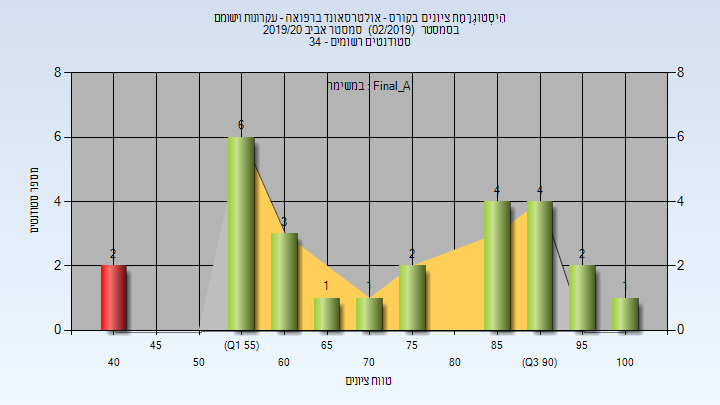 היסטוגרמת ציונים בקורס - אולטרסאונד ברפואה - עקרונות וישומים
בסמסטר (02/2019) סמסטר אביב 2019/20
סטודנטים רשומים - 34
במשימה : Final_A
מספר סטודנטים
8 8
6 6
4 4
2 2
0 0
2 6 3 1 1 2 4 4 2 1
45 (Q1 55) 65 75 85 95
40 50 60 70 80 (Q3 90) 100
טווח ציונים